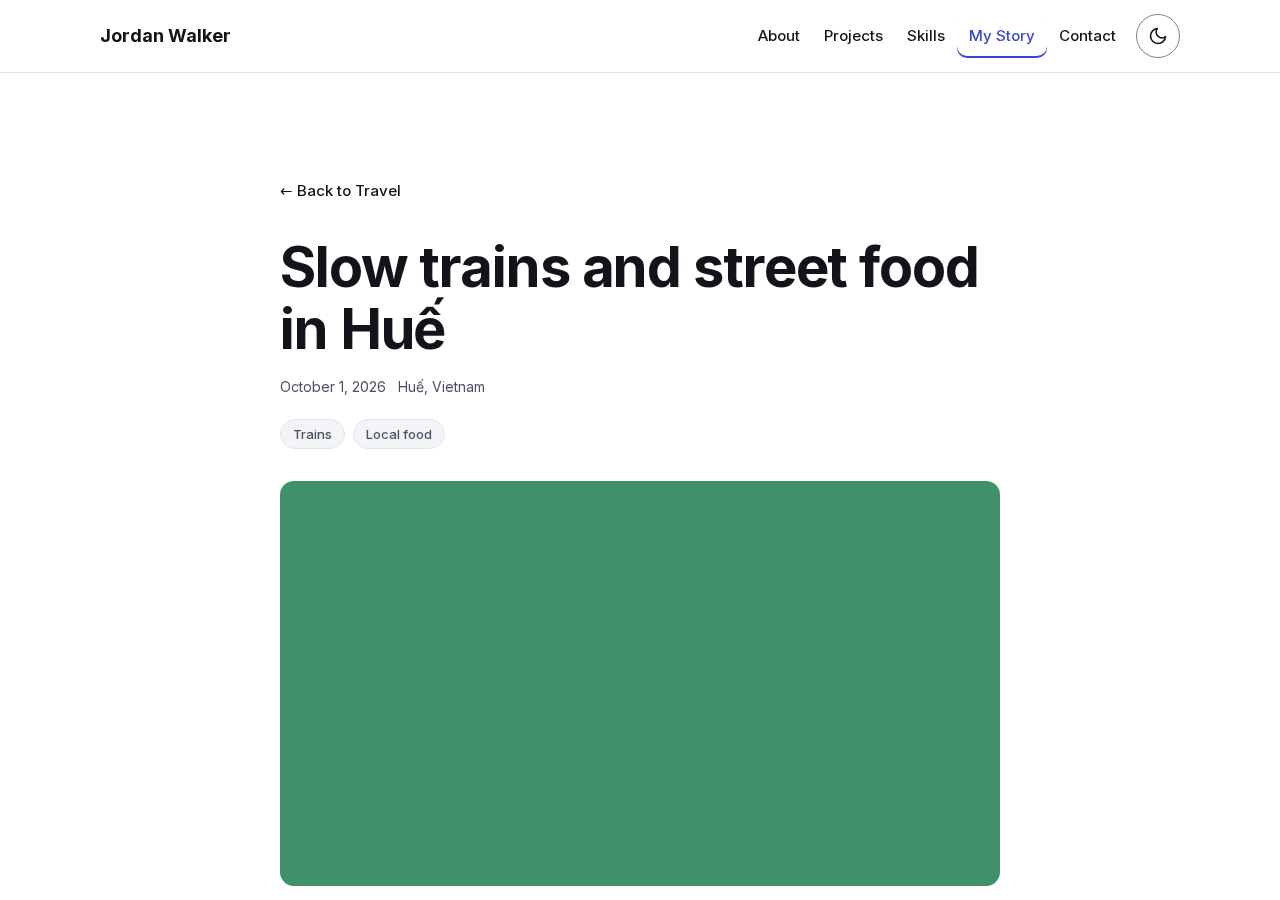 Jordan Walker
About Projects Skills My Story Contact
← Back to Travel
Slow trains and street food
in Huế
October 1, 2026 Huế, Vietnam
Trains Local food